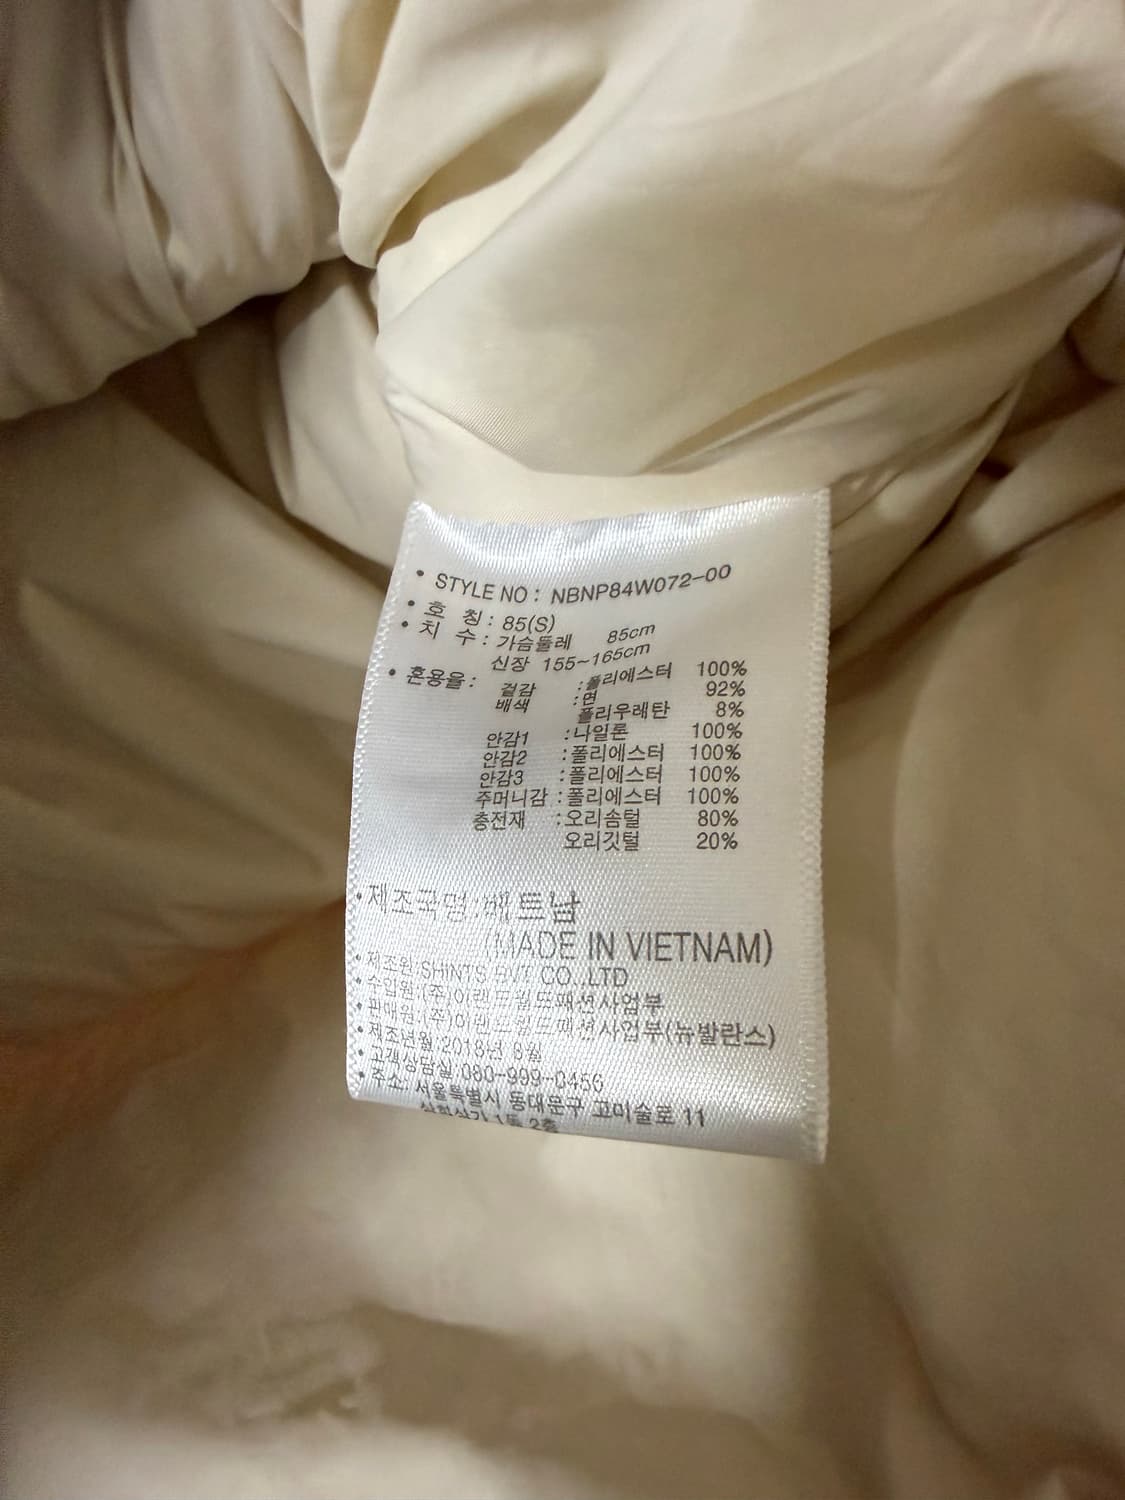 • STYLE NO : NBNP84W072-00
• 호 칭 : 85(S)
• 치 수 : 가슴둘레 85cm
신장 155~165cm
• 혼용율 : 겉감 :폴리에스터 100%
배색 :면 92%
폴리우레탄 8%
안감1 :나일론 100%
안감2 :폴리에스터 100%
안감3 :폴리에스터 100%
주머니감 :폴리에스터 100%
충전재 :오리솜털 80%
오리깃털 20%
•제조국명:베트남
(MADE IN VIETNAM)
•제조원:SHINTS BVT CO.,LTD
•수입원:(주)이랜드월드패션사업부
•판매원:(주)이랜드월드패션사업부(뉴발란스)
•제조년월:2018년 8월
•고객상담실:080-999-0456
•주소: 서울특별시 동대문구 고미술로 11
삼희상가 1동 2층